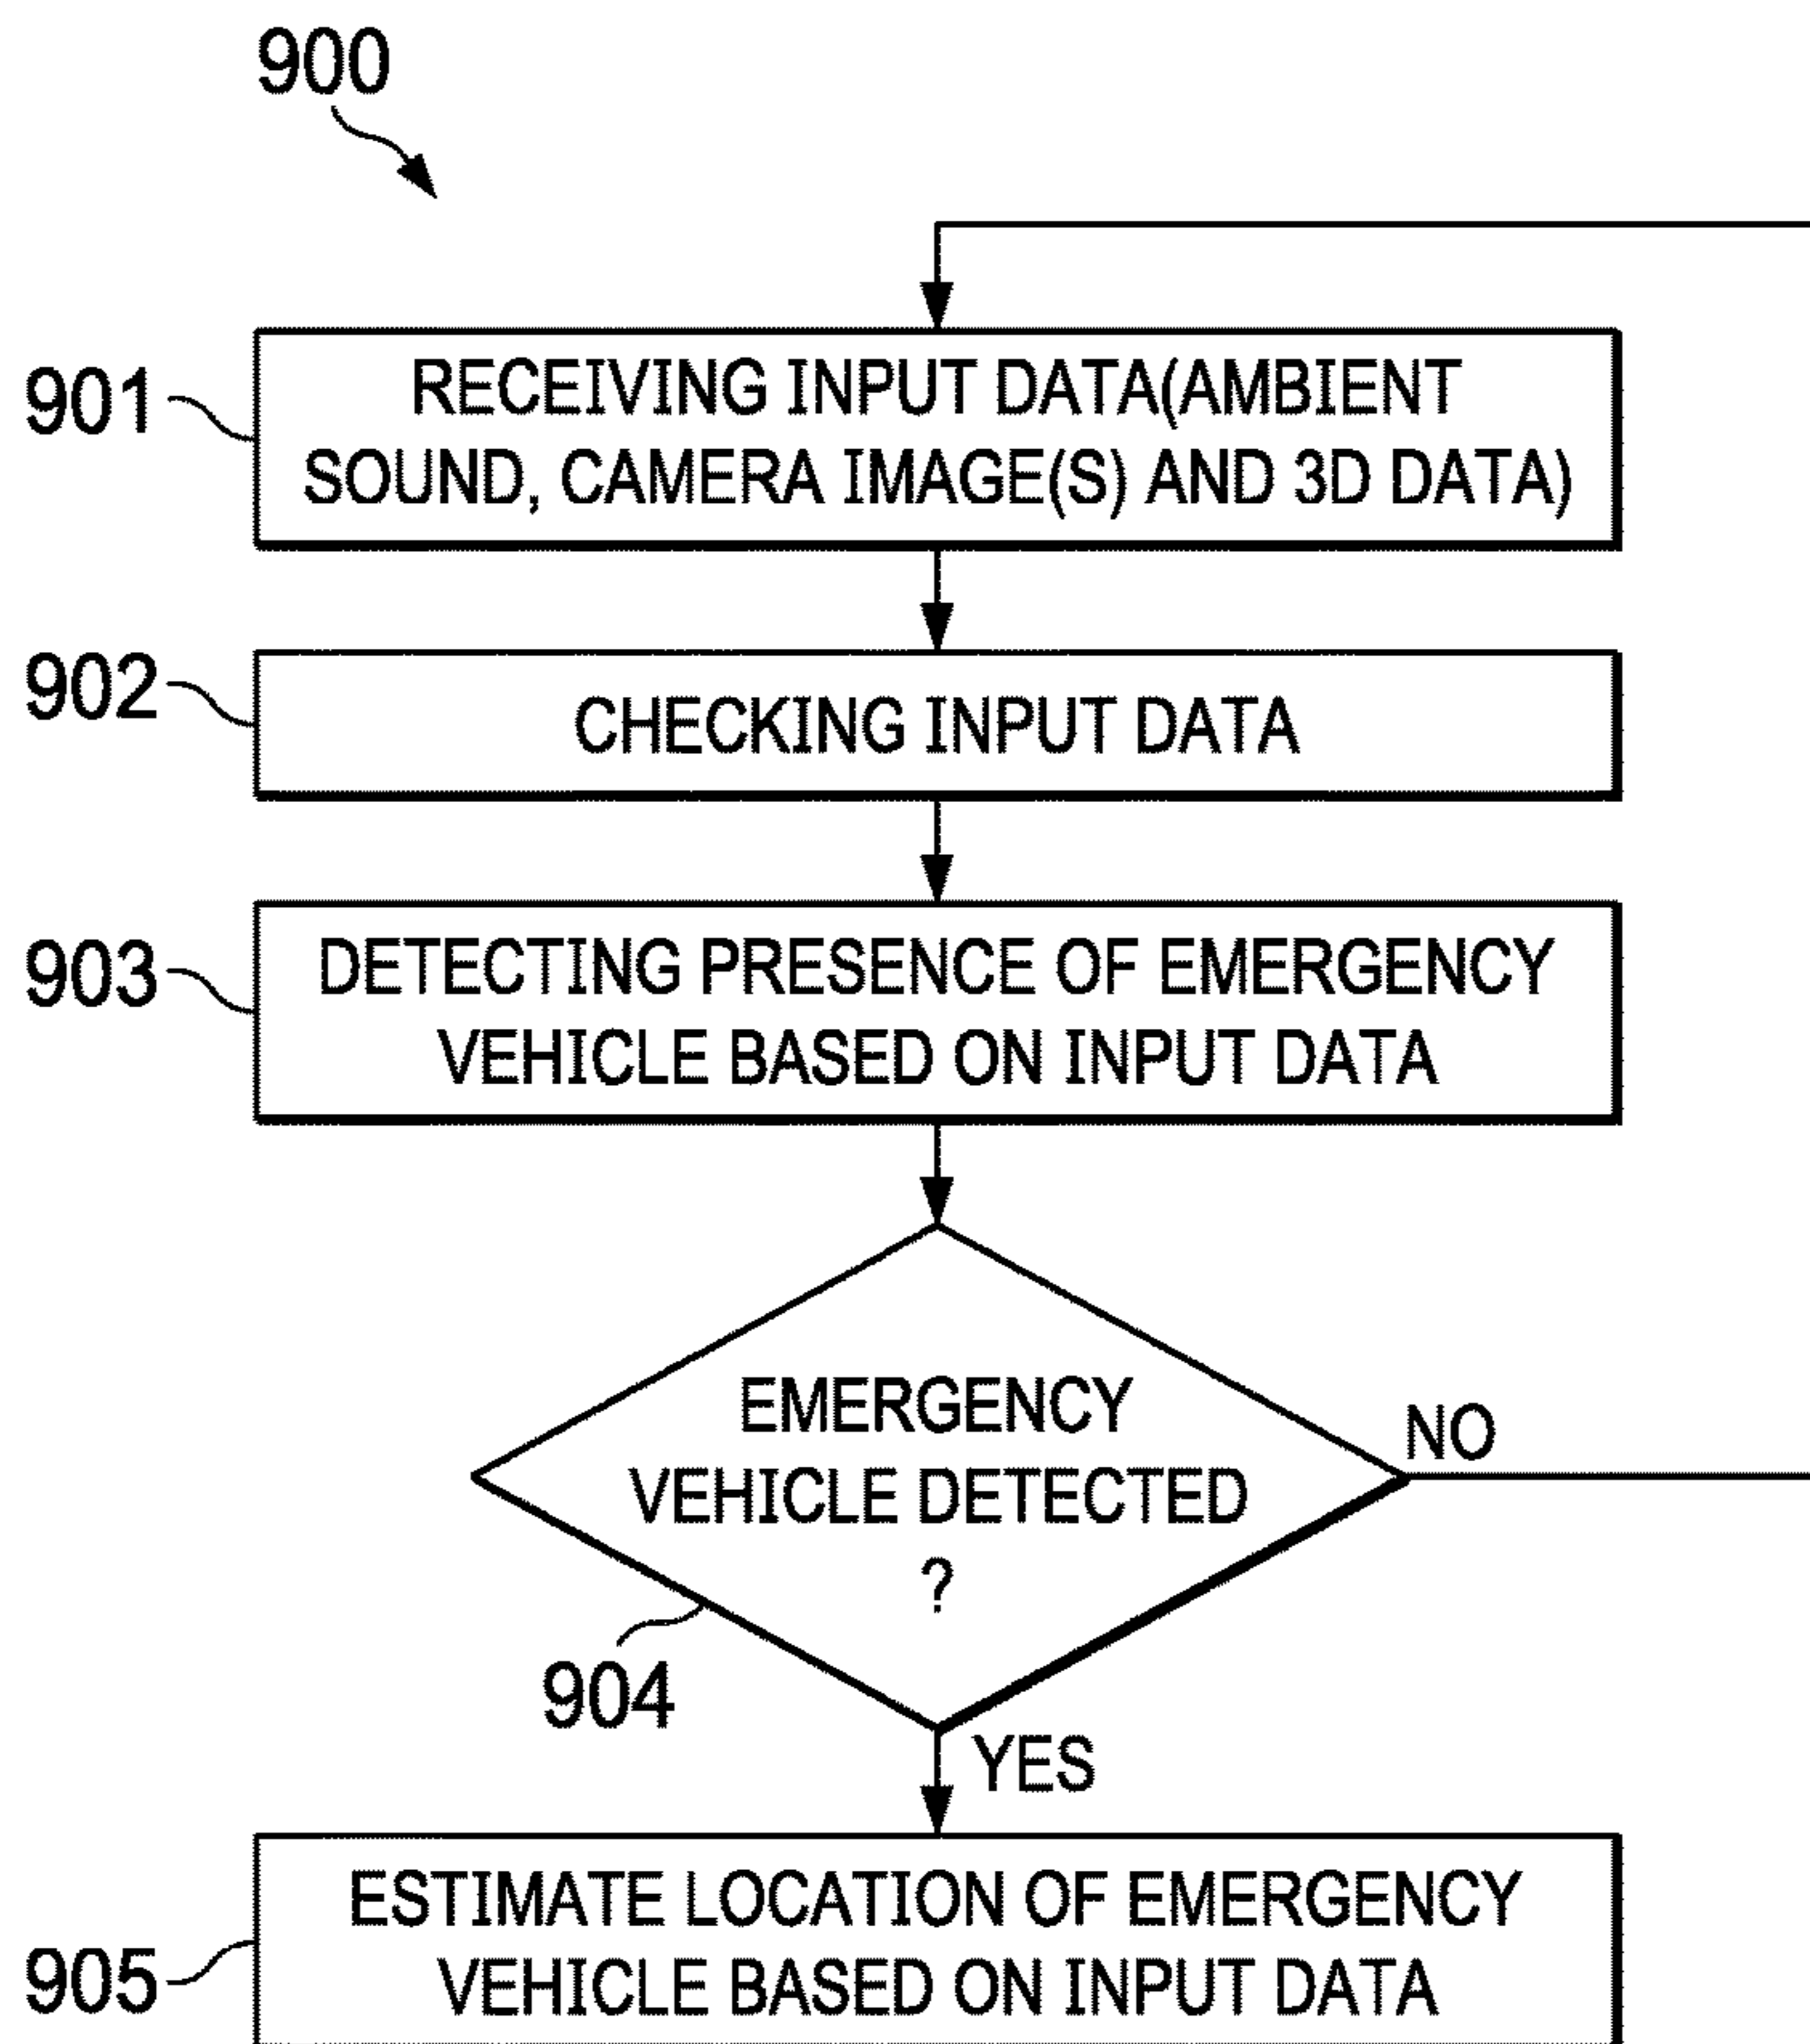 900
901
RECEIVING INPUT DATA(AMBIENT
SOUND, CAMERA IMAGE(S) AND 3D DATA)
902
CHECKING INPUT DATA
903
DETECTING PRESENCE OF EMERGENCY
VEHICLE BASED ON INPUT DATA
EMERGENCY
VEHICLE DETECTED
?
NO
904
YES
905
ESTIMATE LOCATION OF EMERGENCY
VEHICLE BASED ON INPUT DATA